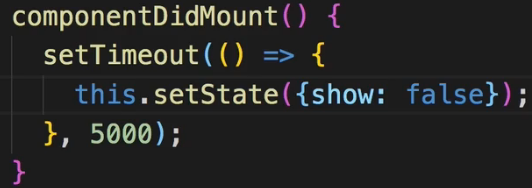 componentDidMount() {
  setTimeout(() => {
    this.setState({show: false});
  }, 5000);
}